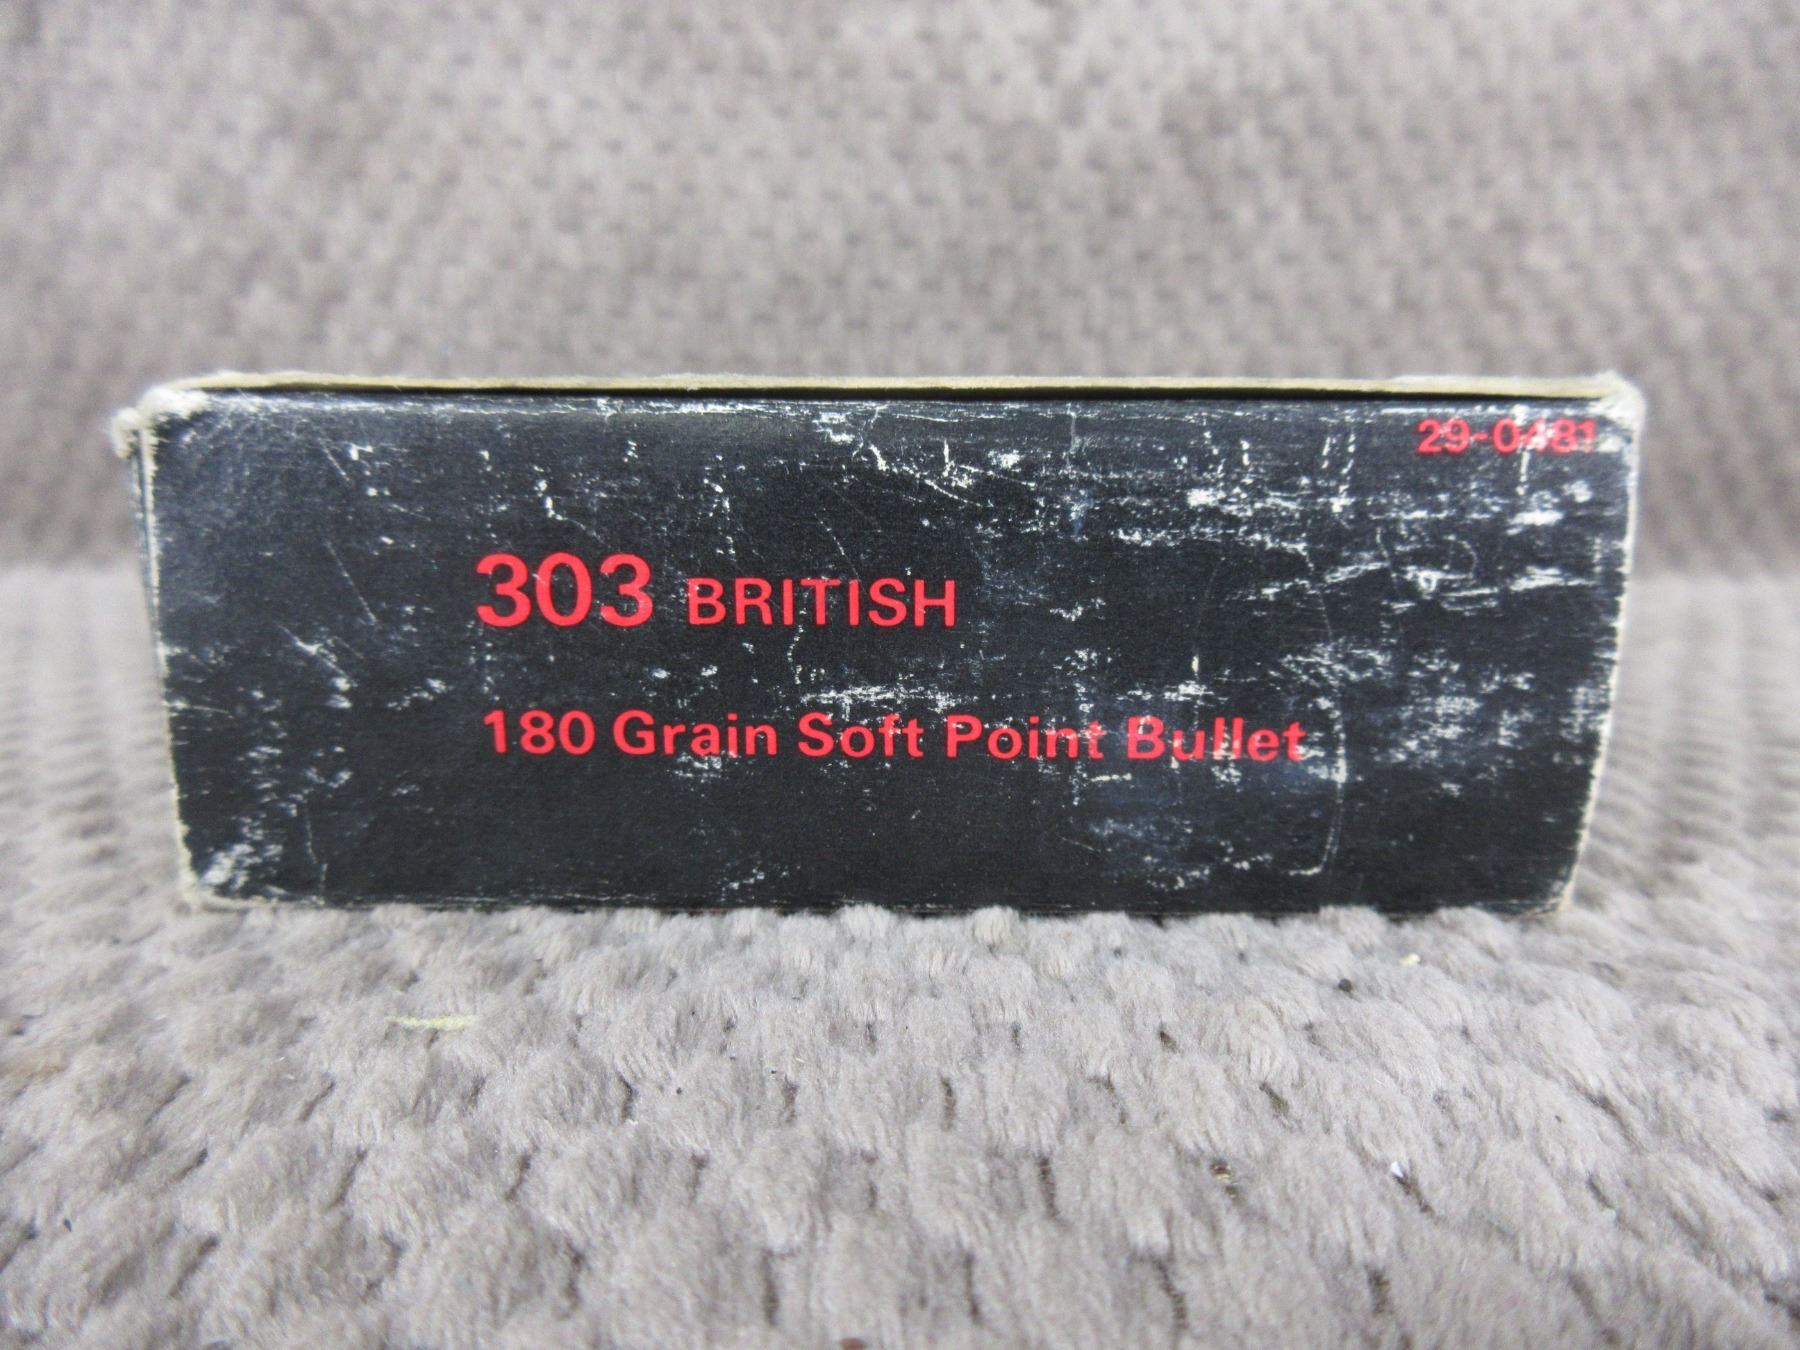 29-0481
303 BRITISH
180 Grain Soft Point Bullet